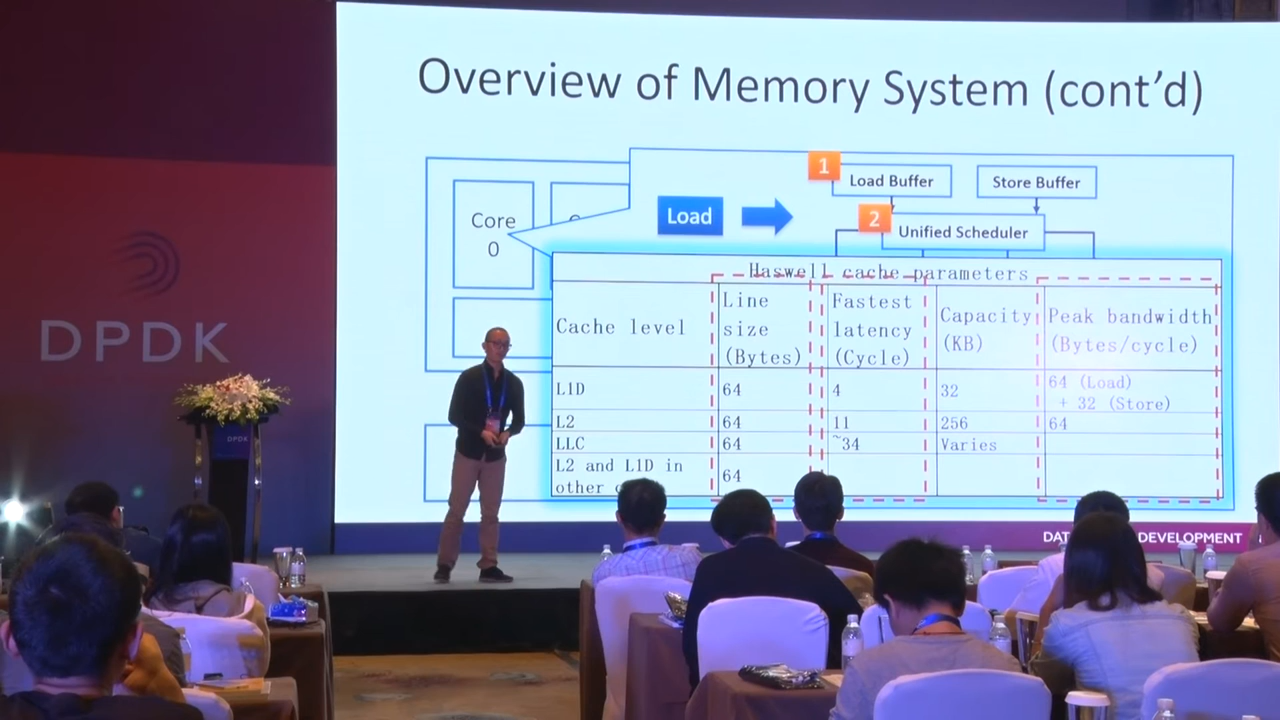 Overview of Memory System (cont'd)
1
Load Buffer
Store Buffer
Core
0
Load
2
Unified Scheduler
Haswell cache parameters
Cache level
Line
size
(Bytes)
Fastest
latency
(Cycle)
Capacity
(KB)
Peak bandwidth
(Bytes/cycle)
L1D
64
4
32
64 (Load)
+ 32 (Store)
L2
64
11
256
64
LLC
64
~34
Varies
L2 and L1D in
other
64
DPDK
DPDK
DEVELOPMENT